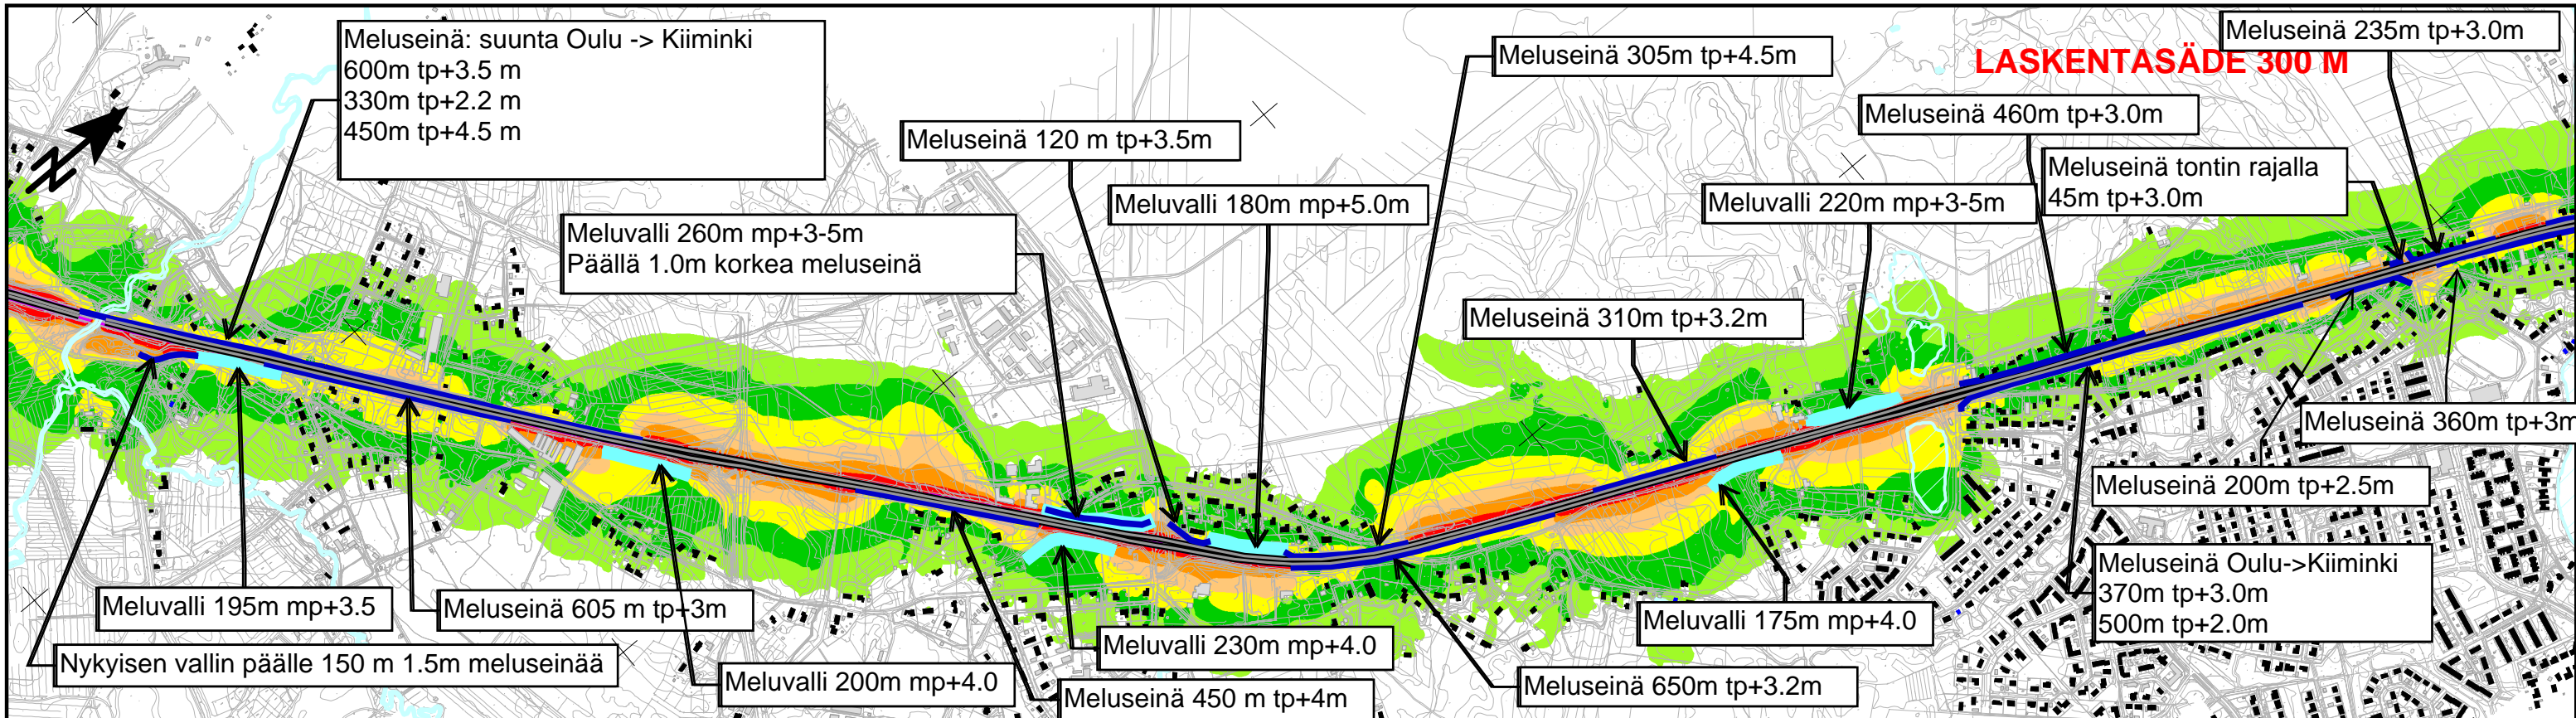 Meluseinä: suunta Oulu -> Kiiminki
600m tp+3.5 m
330m tp+2.2 m
450m tp+4.5 m
Meluseinä 305m tp+4.5m
LASKENTASÄDE 300 M
Meluseinä 235m tp+3.0m
Meluseinä 120 m tp+3.5m
Meluseinä 460m tp+3.0m
Meluseinä tontin rajalla
45m tp+3.0m
Meluvalli 180m mp+5.0m
Meluvalli 220m mp+3-5m
Meluvalli 260m mp+3-5m
Päällä 1.0m korkea meluseinä
Meluseinä 310m tp+3.2m
Meluseinä 360m tp+3m
Meluseinä 200m tp+2.5m
Meluseinä Oulu->Kiiminki
370m tp+3.0m
500m tp+2.0m
Meluvalli 195m mp+3.5
Meluseinä 605 m tp+3m
Meluvalli 175m mp+4.0
Meluvalli 230m mp+4.0
Nykyisen vallin päälle 150 m 1.5m meluseinää
Meluvalli 200m mp+4.0
Meluseinä 450 m tp+4m
Meluseinä 650m tp+3.2m